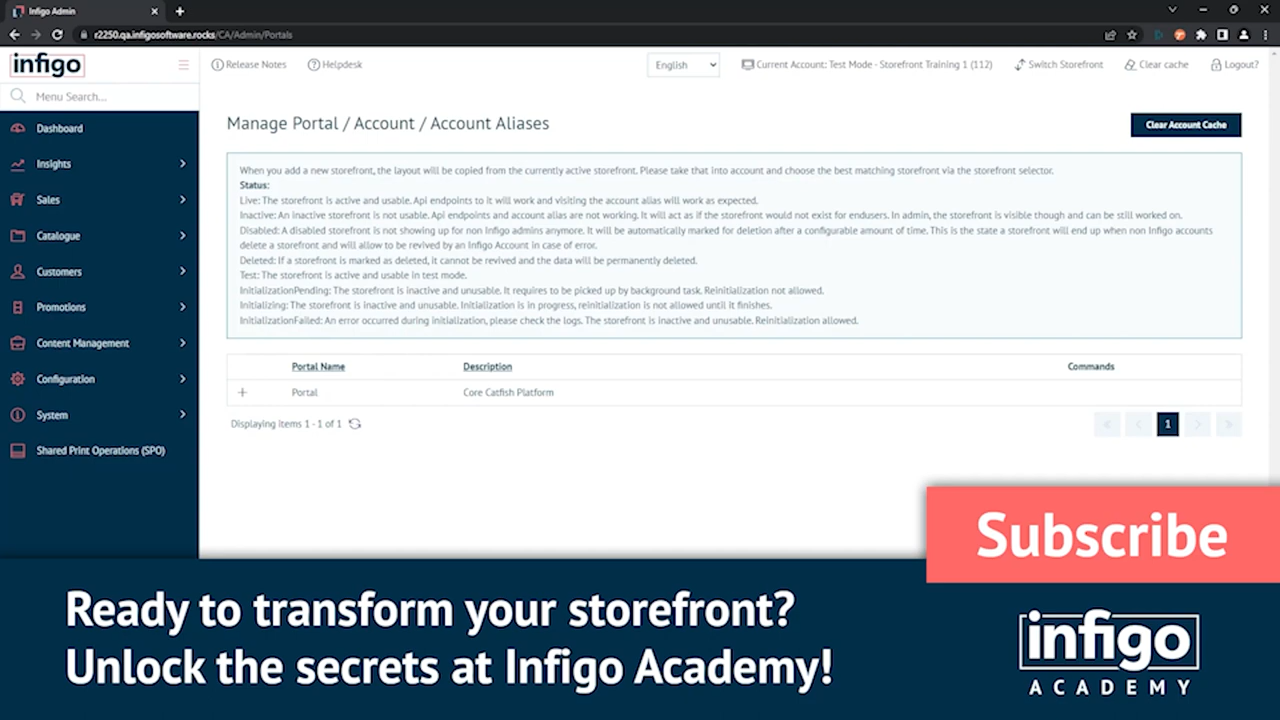 Infigo Admin
r2250.qa.infigosoftware.rocks/CA/Admin/Portals
infigo
Release Notes
Helpdesk
English
Current Account: Test Mode - Storefront Training 1 (112)
Switch Storefront
Clear cache
Logout?
Menu Search...
Dashboard
Insights
Sales
Catalogue
Customers
Promotions
Content Management
Configuration
System
Shared Print Operations (SPO)
Manage Portal / Account / Account Aliases
Clear Account Cache
When you add a new storefront, the layout will be copied from the currently active storefront. Please take that into account and choose the best matching storefront via the storefront selector.
Status:
Live: The storefront is active and usable. Api endpoints to it will work and visiting the account alias will work as expected.
Inactive: An inactive storefront is not usable. Api endpoints and account alias are not working. It will act as if the storefront would not exist for endusers. In admin, the storefront is visible though and can be still worked on.
Disabled: A disabled storefront is not showing up for non Infigo admins anymore. It will be automatically marked for deletion after a configurable amount of time. This is the state a storefront will end up when non Infigo accounts
delete a storefront and will allow to be revived by an Infigo Account in case of error.
Deleted: If a storefront is marked as deleted, it cannot be revived and the data will be permanently deleted.
Test: The storefront is active and usable in test mode.
InitializationPending: The storefront is inactive and unusable. It requires to be picked up by background task. Reinitialization not allowed.
Initializing: The storefront is inactive and unusable. Initialization is in progress, reinitialization is not allowed until it finishes.
InitializationFailed: An error occurred during initialization, please check the logs. The storefront is inactive and unusable. Reinitialization allowed.
Portal Name
Description
Commands
Portal
Core Catfish Platform
Displaying items 1 - 1 of 1
1
Subscribe
Ready to transform your storefront?
Unlock the secrets at Infigo Academy!
infigo
ACADEMY